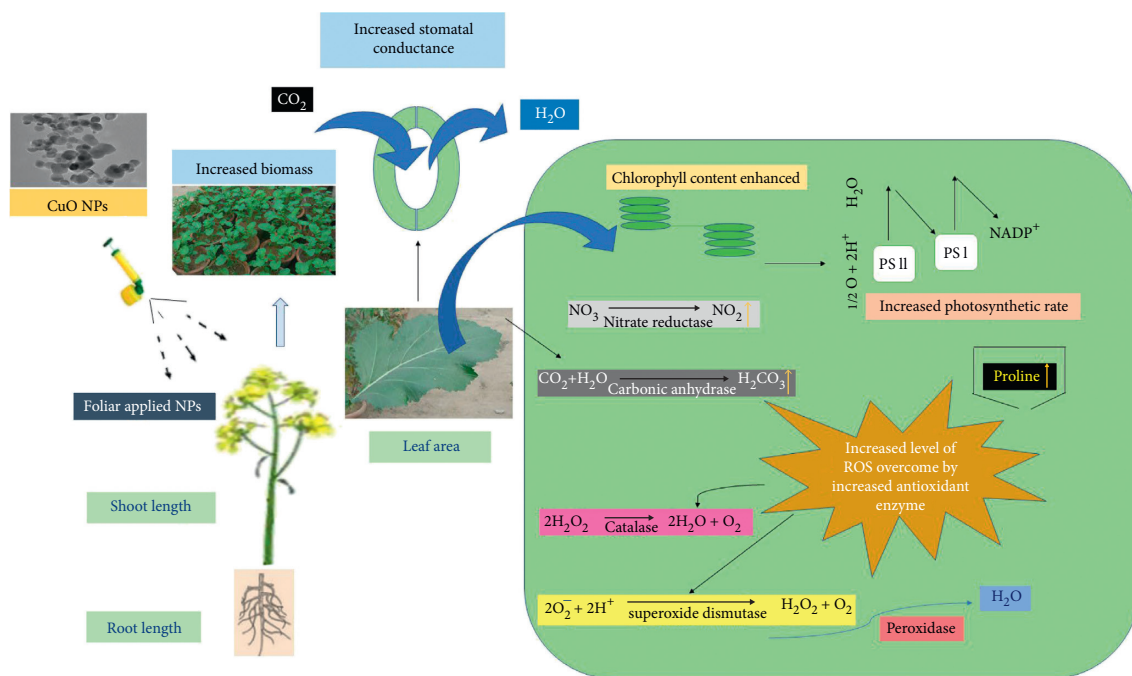 Increased stomatal
conductance
CO₂
H₂O
CuO NPs
Increased biomass
Foliar applied NPs
Leaf area
Shoot length
Root length
Chlorophyll content enhanced
H₂O
1/2 O + 2H⁺
PS ll
PS l
NADP⁺
Increased photosynthetic rate
NO₃ NO₂
Nitrate reductase
CO₂+H₂O H₂CO₃
Carbonic anhydrase
Proline
Increased level of
ROS overcome by
increased antioxidant
enzyme
2H₂O₂ 2H₂O + O₂
Catalase
2O₂⁻ + 2H⁺ H₂O₂ + O₂
superoxide dismutase
Peroxidase
H₂O